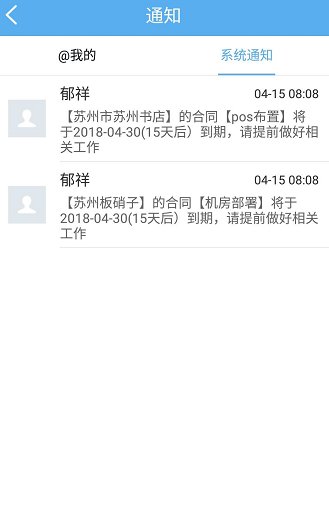 通知
@我的
系统通知
郁祥 04-15 08:08
【苏州市苏州书店】的合同【pos布置】将
于2018-04-30(15天后）到期，请提前做好相
关工作
郁祥 04-15 08:08
【苏州板硝子】的合同【机房部署】将于
2018-04-30(15天后）到期，请提前做好相关
工作